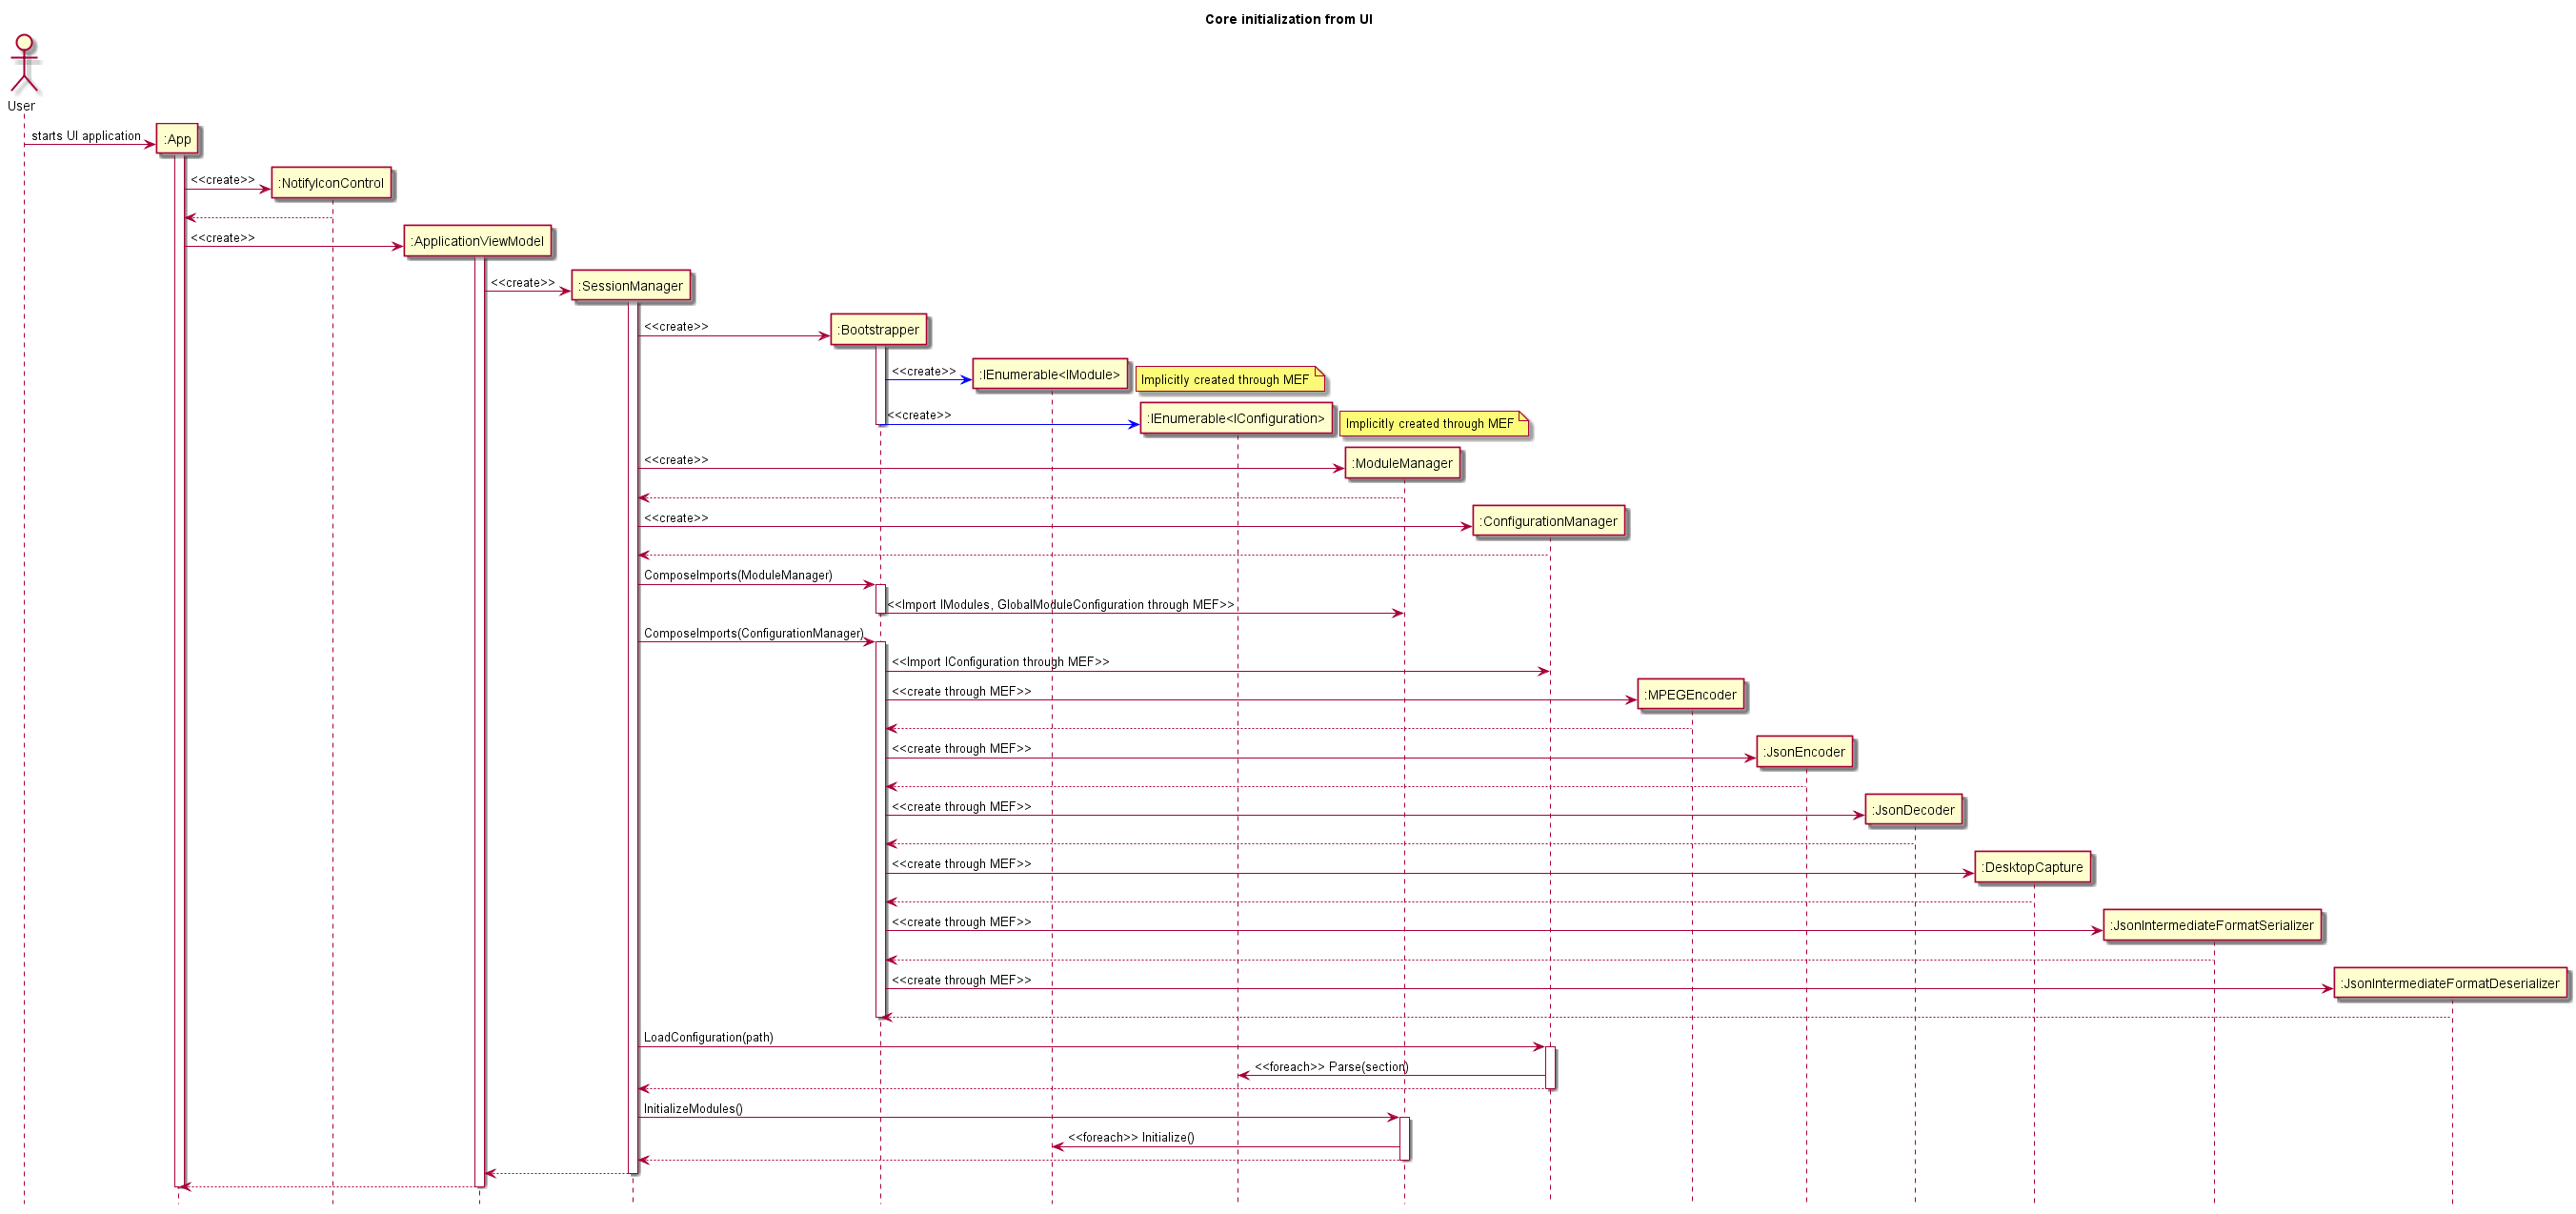 Core initialization from UI
User
starts UI application
:App
<<create>>
:NotifyIconControl
<<create>>
:ApplicationViewModel
<<create>>
:SessionManager
<<create>>
:Bootstrapper
<<create>>
:IEnumerable<IModule>
Implicitly created through MEF
<<create>>
:IEnumerable<IConfiguration>
Implicitly created through MEF
<<create>>
:ModuleManager
<<create>>
:ConfigurationManager
ComposeImports(ModuleManager)
<<Import IModules, GlobalModuleConfiguration through MEF>>
ComposeImports(ConfigurationManager)
<<Import IConfiguration through MEF>>
<<create through MEF>>
:MPEGEncoder
<<create through MEF>>
:JsonEncoder
<<create through MEF>>
:JsonDecoder
<<create through MEF>>
:DesktopCapture
<<create through MEF>>
:JsonIntermediateFormatSerializer
<<create through MEF>>
:JsonIntermediateFormatDeserializer
LoadConfiguration(path)
<<foreach>> Parse(section)
InitializeModules()
<<foreach>> Initialize()